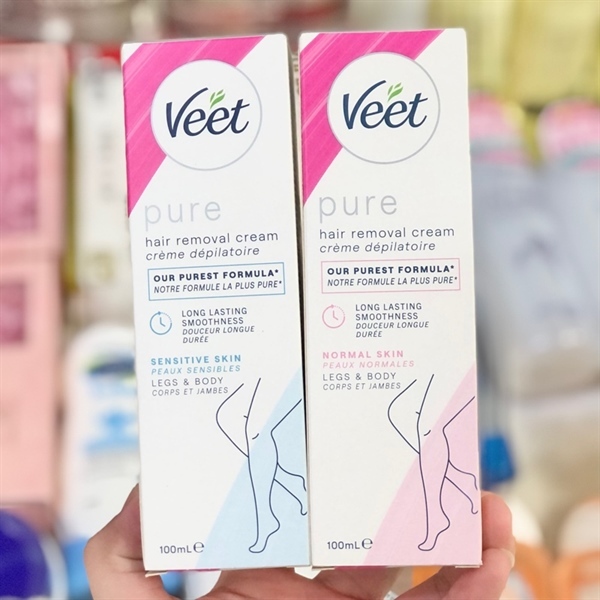 Veet
pure
hair removal cream
crème dépilatoire
OUR PUREST FORMULA*
NOTRE FORMULE LA PLUS PURE*
LONG LASTING
SMOOTHNESS
DOUCEUR LONGUE
DURÉE
SENSITIVE SKIN
PEAUX SENSIBLES
LEGS & BODY
CORPS ET JAMBES
100mL℮
Veet
pure
hair removal cream
crème dépilatoire
OUR PUREST FORMULA*
NOTRE FORMULE LA PLUS PURE*
LONG LASTING
SMOOTHNESS
DOUCEUR LONGUE
DURÉE
NORMAL SKIN
PEAUX NORMALES
LEGS & BODY
CORPS ET JAMBES
100mL℮